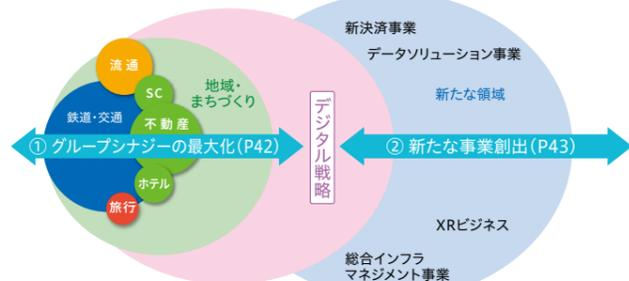 新決済事業
データソリューション事業
流通
SC
地域・
まちづくり
新たな領域
鉄道・交通
不動産
① グループシナジーの最大化（P42）
デジタル戦略
② 新たな事業創出（P43）
ホテル
旅行
XRビジネス
総合インフラ
マネジメント事業